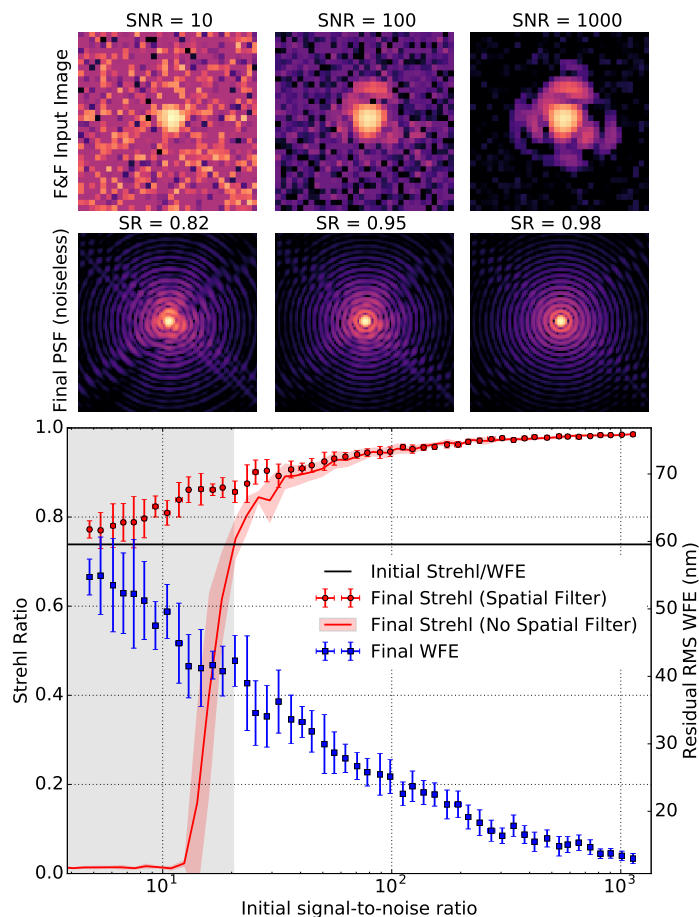 SNR = 10
SNR = 100
SNR = 1000
F&F Input Image
SR = 0.82
SR = 0.95
SR = 0.98
Final PSF (noiseless)
1.0
0.8
0.6
0.4
0.2
0.0
Strehl Ratio
70
60
50
40
30
20
Residual RMS WFE (nm)
Initial Strehl/WFE
Final Strehl (Spatial Filter)
Final Strehl (No Spatial Filter)
Final WFE
10¹
10²
10³
Initial signal-to-noise ratio